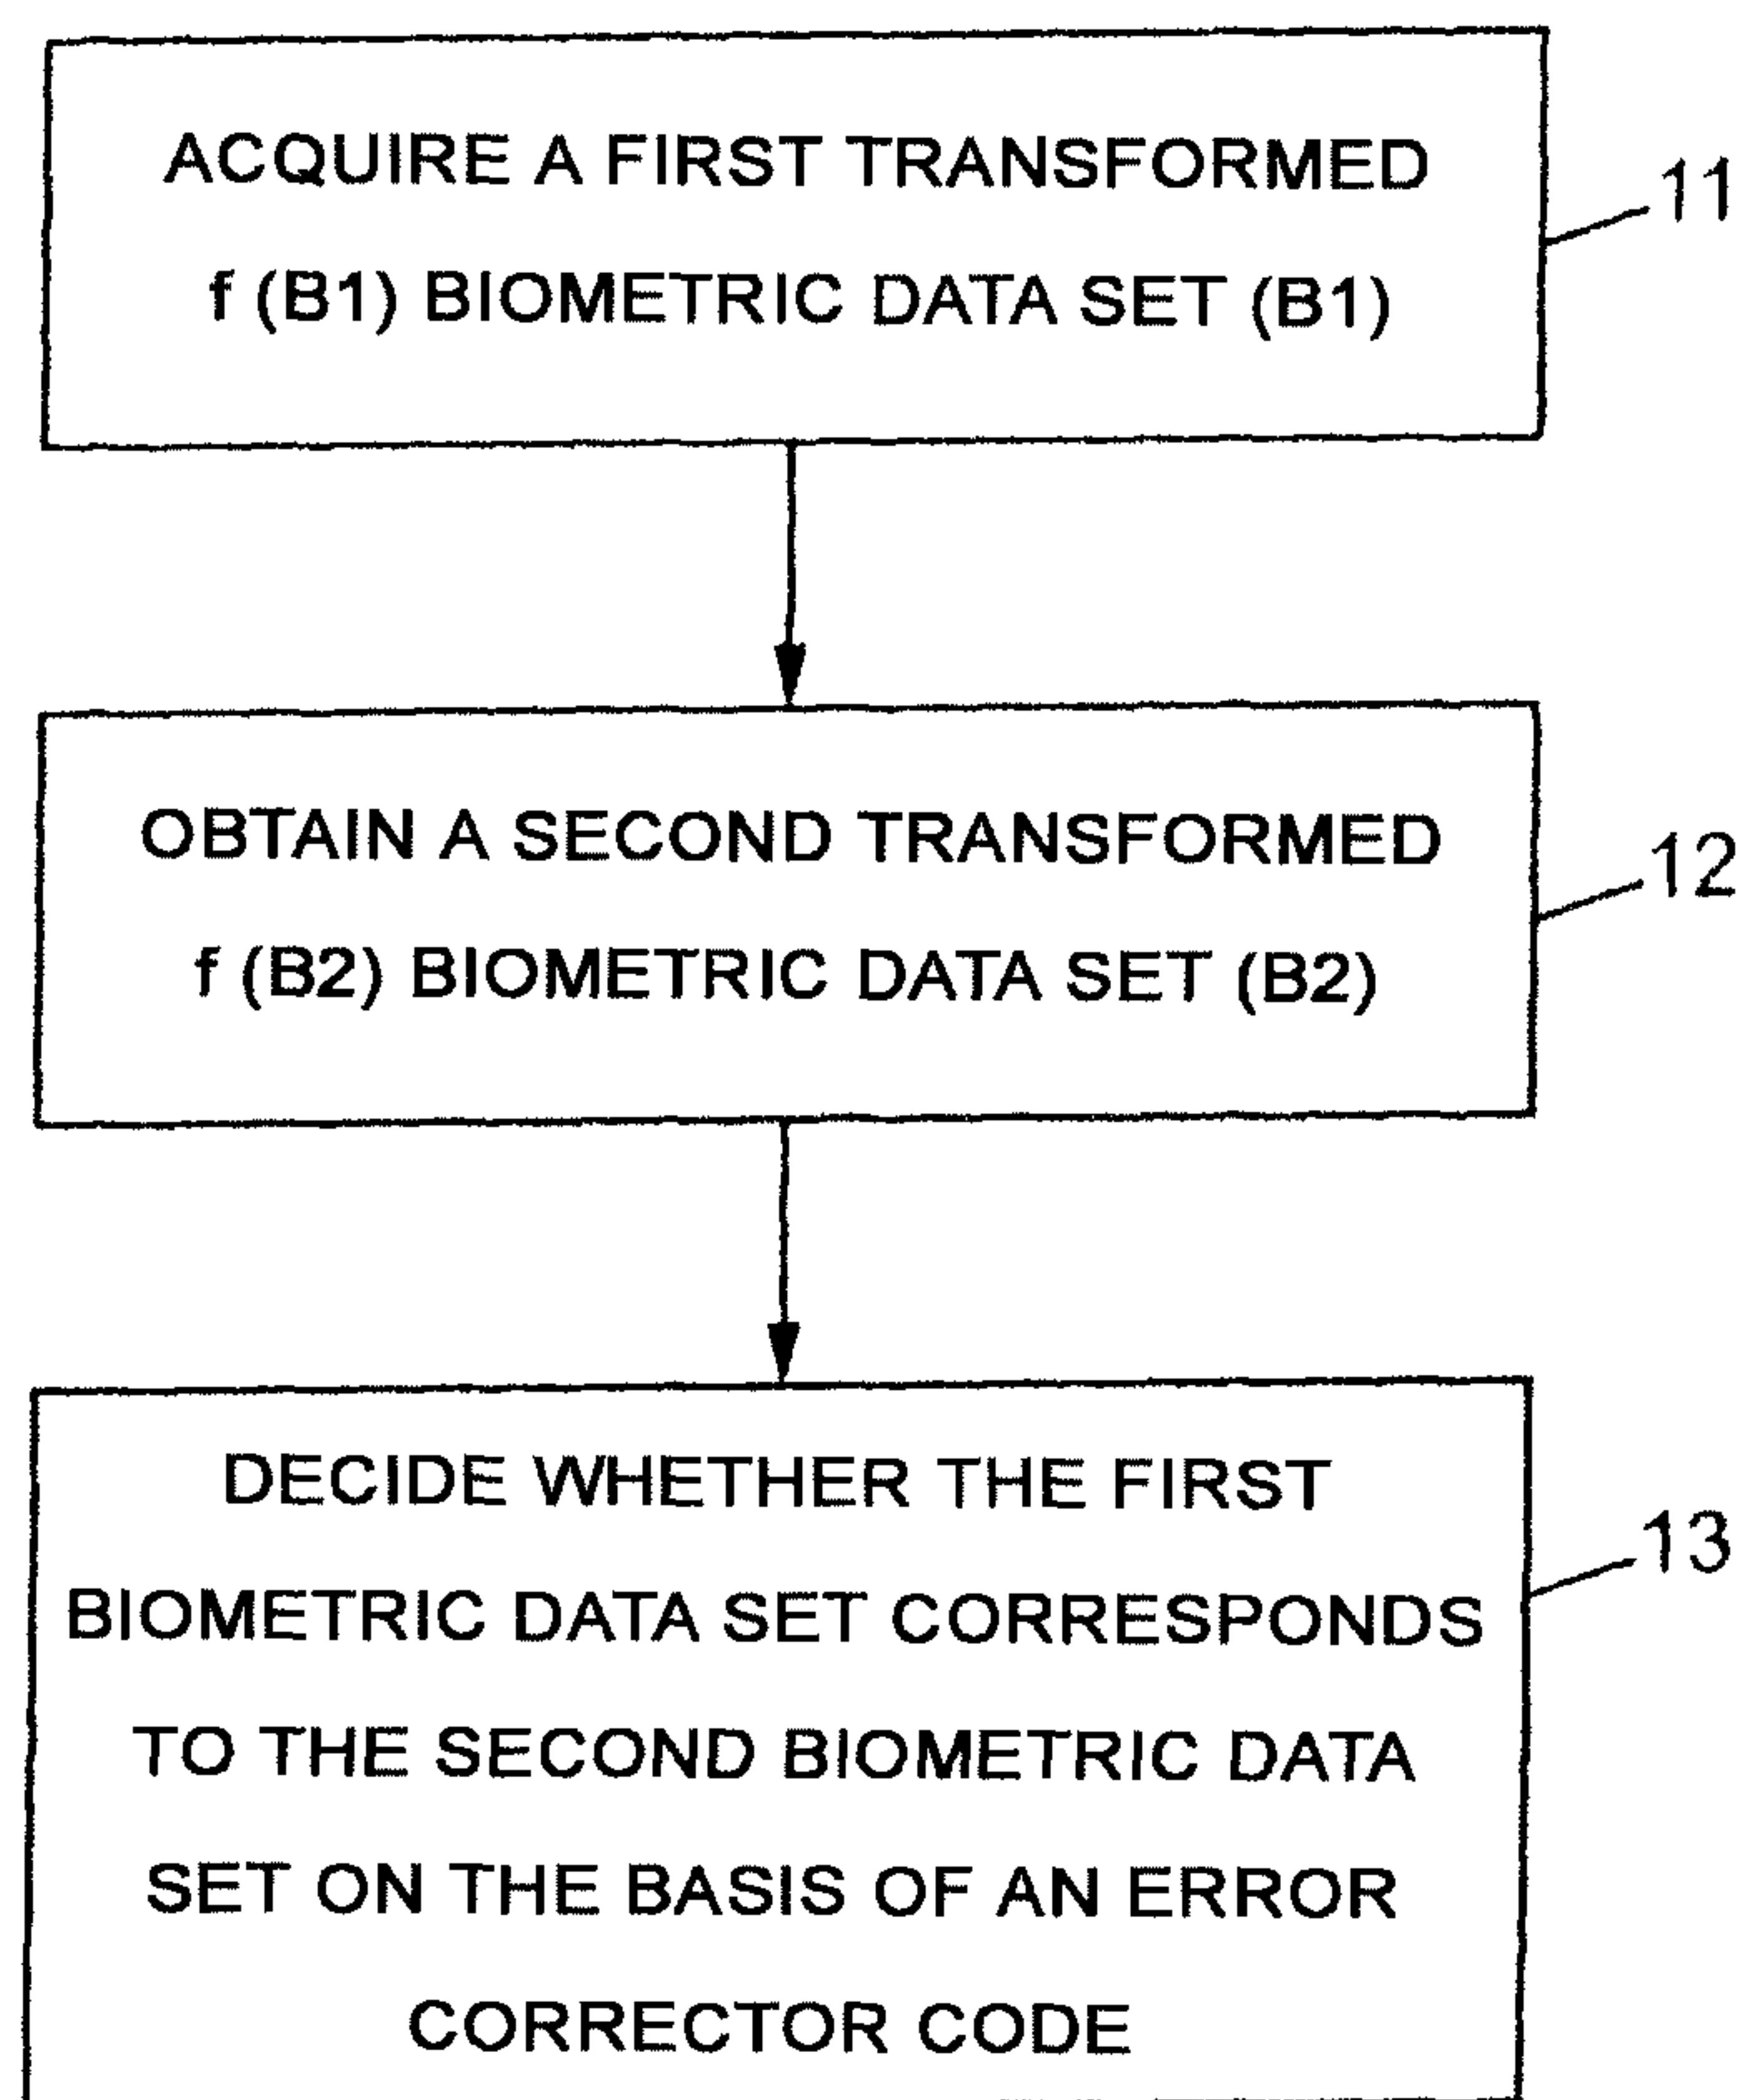 ACQUIRE A FIRST TRANSFORMED
f (B1) BIOMETRIC DATA SET (B1)
11
OBTAIN A SECOND TRANSFORMED
f (B2) BIOMETRIC DATA SET (B2)
12
DECIDE WHETHER THE FIRST
BIOMETRIC DATA SET CORRESPONDS
TO THE SECOND BIOMETRIC DATA
SET ON THE BASIS OF AN ERROR
CORRECTOR CODE
13